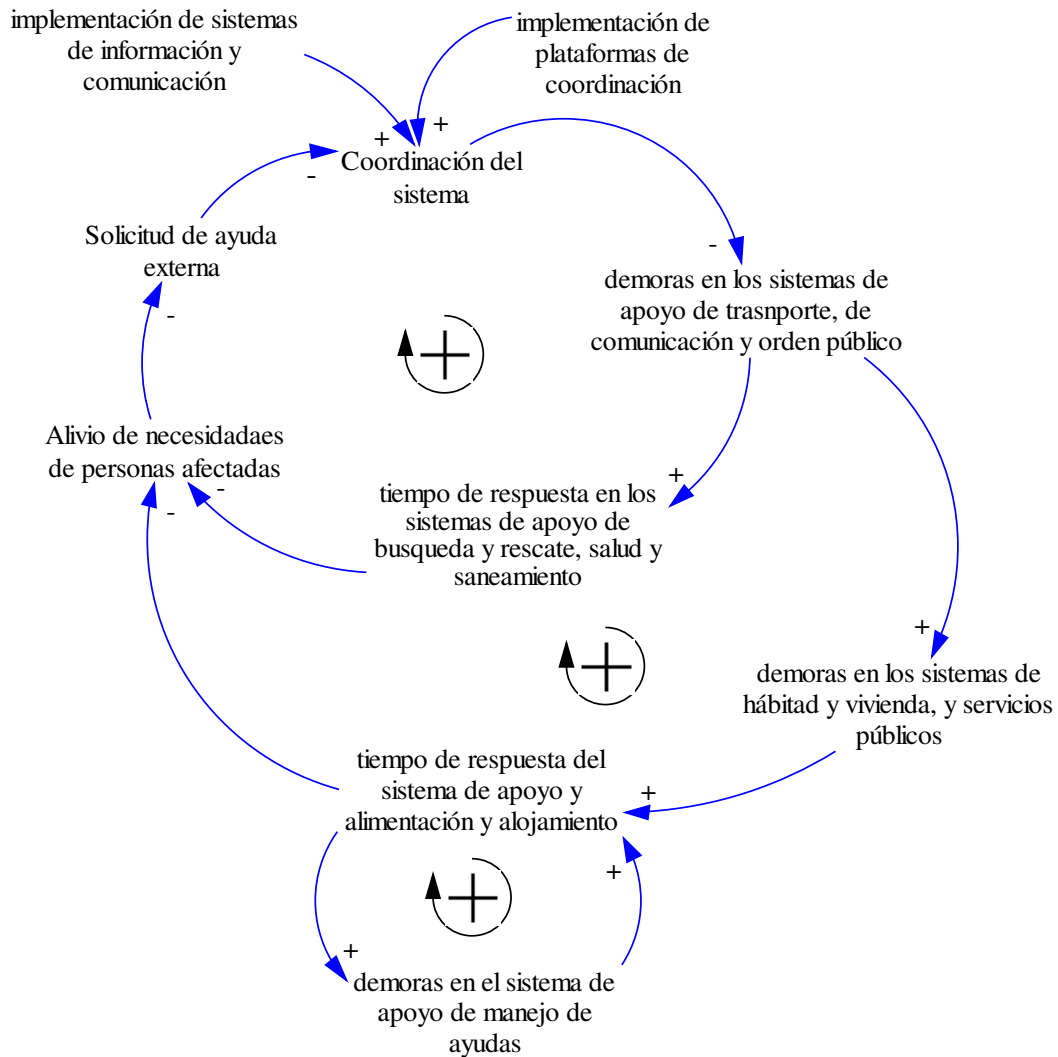 implementación de sistemas
de información y
comunicación
implementación de
plataformas de
coordinación
+
+
Coordinación del
sistema
-
Solicitud de ayuda
externa
-
-
demoras en los sistemas de
apoyo de trasnporte, de
comunicación y orden público
+
Alivio de necesidadaes
de personas afectadas
-
-
+
tiempo de respuesta en los
sistemas de apoyo de
busqueda y rescate, salud y
saneamiento
+
+
demoras en los sistemas de
hábitad y vivienda, y servicios
públicos
+
tiempo de respuesta del
sistema de apoyo y
alimentación y alojamiento
+
+
+
demoras en el sistema de
apoyo de manejo de
ayudas